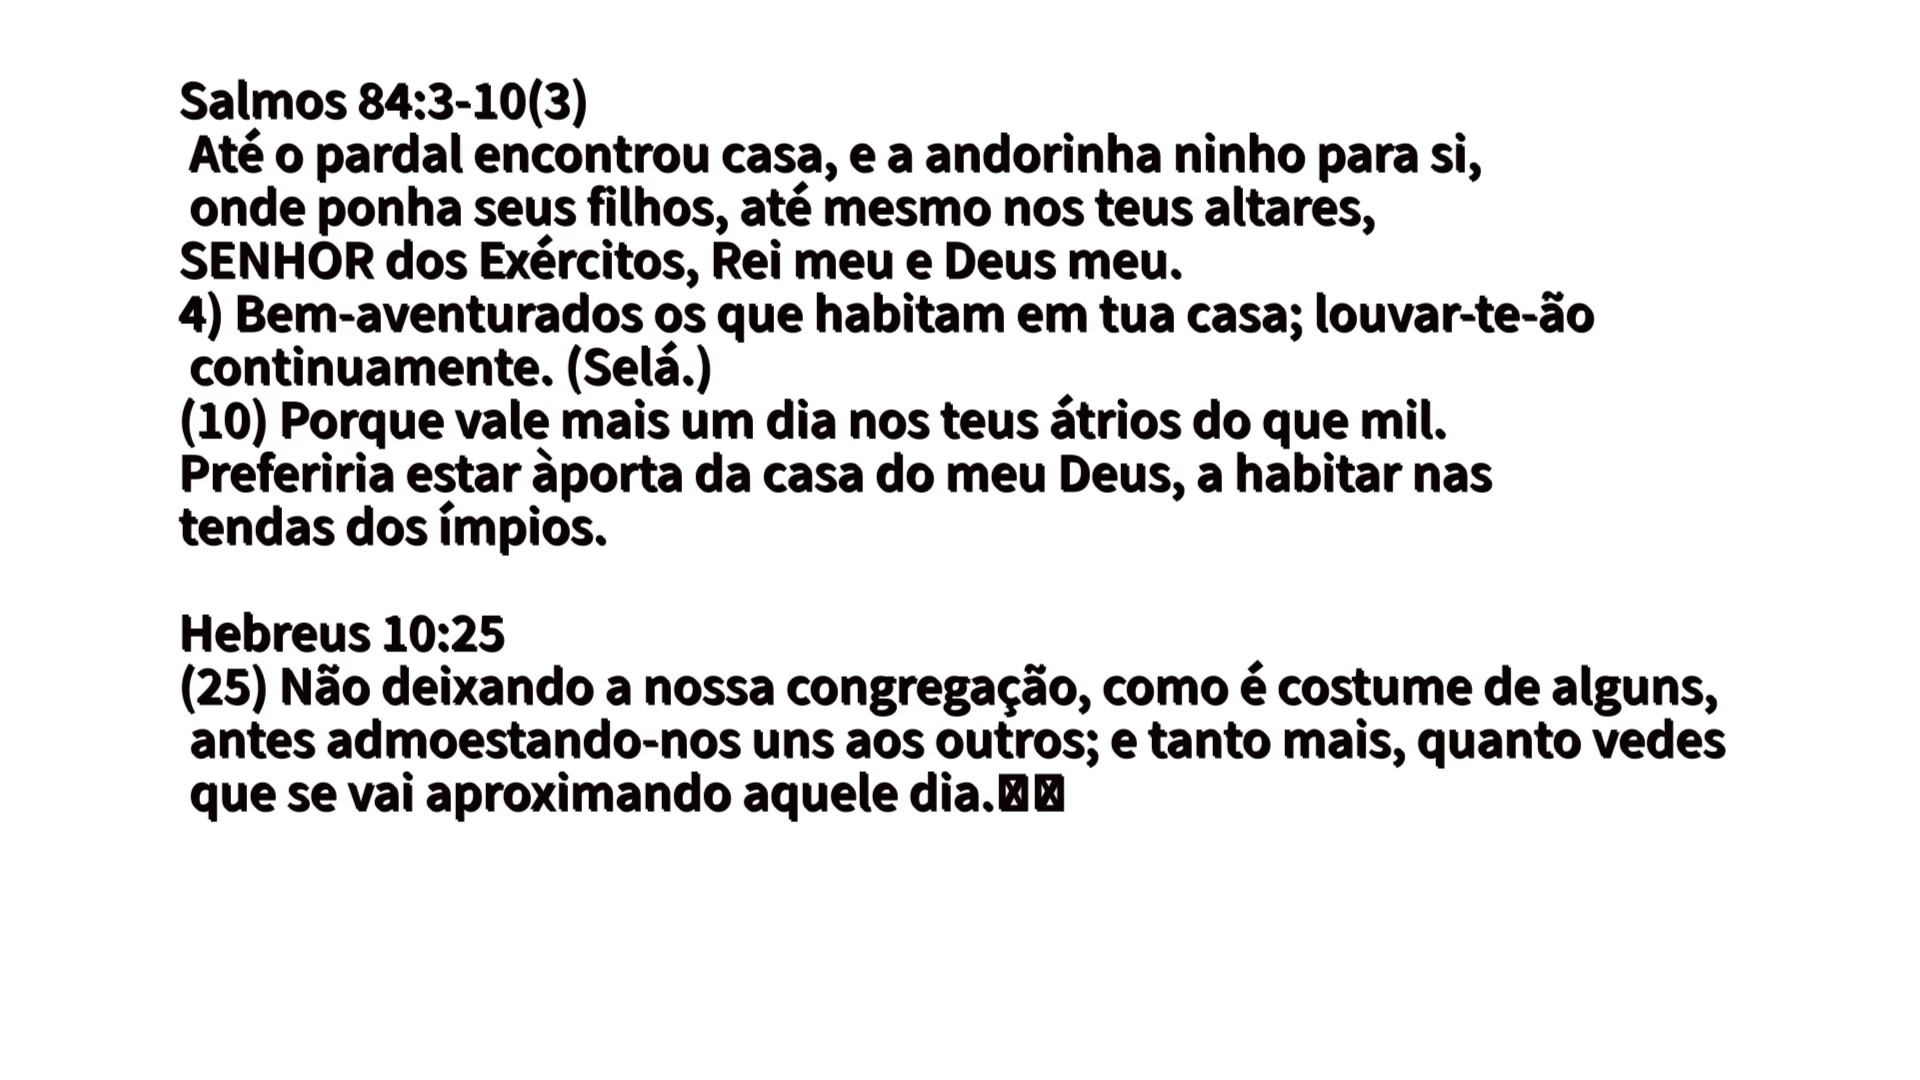 Salmos 84:3-10(3)
Até o pardal encontrou casa, e a andorinha ninho para si,
onde ponha seus filhos, até mesmo nos teus altares,
SENHOR dos Exércitos, Rei meu e Deus meu.
4) Bem-aventurados os que habitam em tua casa; louvar-te-ão
continuamente. (Selá.)
(10) Porque vale mais um dia nos teus átrios do que mil.
Preferiria estar àporta da casa do meu Deus, a habitar nas
tendas dos ímpios.
Hebreus 10:25
(25) Não deixando a nossa congregação, como é costume de alguns,
antes admoestando-nos uns aos outros; e tanto mais, quanto vedes
que se vai aproximando aquele dia.